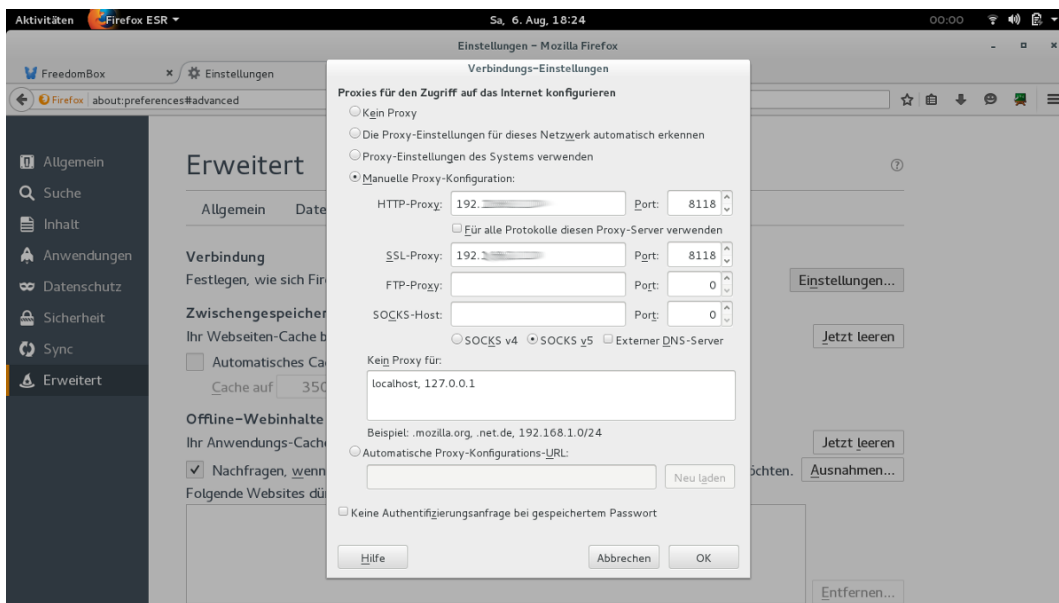 Aktivitäten Firefox ESR Sa, 6. Aug, 18:24 00:00
Einstellungen - Mozilla Firefox
FreedomBox Einstellungen
Firefox about:preferences#advanced
Allgemein
Suche
Inhalt
Anwendungen
Datenschutz
Sicherheit
Sync
Erweitert
Erweitert
Allgemein Date
Verbindung
Festlegen, wie sich Fir
Einstellungen...
Zwischengespeicher
Ihr Webseiten-Cache b
Jetzt leeren
Automatisches Ca
Cache auf 350
Offline-Webinhalte
Ihr Anwendungs-Cach
Jetzt leeren
Nachfragen, wenn
öchten. Ausnahmen...
Folgende Websites dü
Entfernen...
Verbindungs-Einstellungen
Proxies für den Zugriff auf das Internet konfigurieren
Kein Proxy
Die Proxy-Einstellungen für dieses Netzwerk automatisch erkennen
Proxy-Einstellungen des Systems verwenden
Manuelle Proxy-Konfiguration:
HTTP-Proxy: 192. Port: 8118
Für alle Protokolle diesen Proxy-Server verwenden
SSL-Proxy: 192. Port: 8118
FTP-Proxy: Port: 0
SOCKS-Host: Port: 0
SOCKS v4 SOCKS v5 Externer DNS-Server
Kein Proxy für:
localhost, 127.0.0.1
Beispiel: .mozilla.org, .net.de, 192.168.1.0/24
Automatische Proxy-Konfigurations-URL:
Neu laden
Keine Authentifizierungsanfrage bei gespeichertem Passwort
Hilfe Abbrechen OK